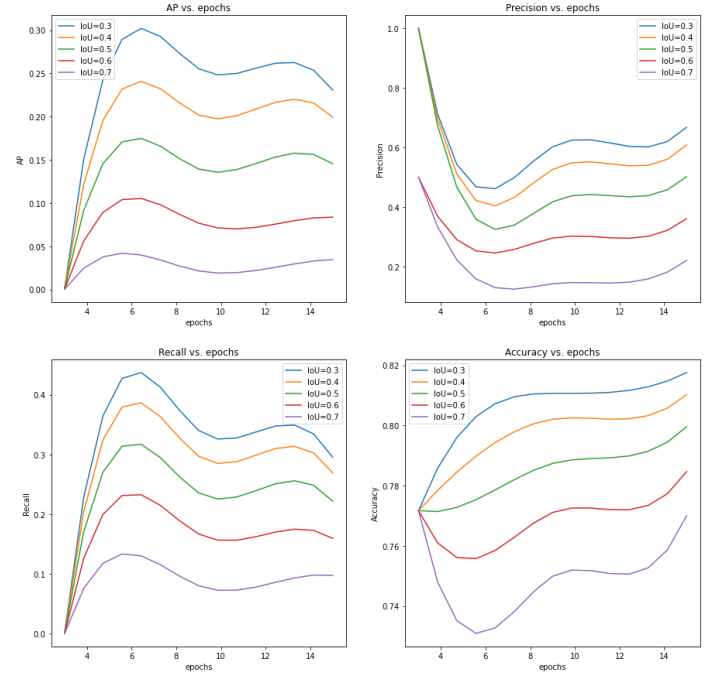 AP vs. epochs
IoU=0.3
IoU=0.4
IoU=0.5
IoU=0.6
IoU=0.7
0.30
0.25
0.20
0.15
0.10
0.05
0.00
AP
4 6 8 10 12 14
epochs
Precision vs. epochs
IoU=0.3
IoU=0.4
IoU=0.5
IoU=0.6
IoU=0.7
1.0
0.8
0.6
0.4
0.2
Precision
4 6 8 10 12 14
epochs
Recall vs. epochs
IoU=0.3
IoU=0.4
IoU=0.5
IoU=0.6
IoU=0.7
0.4
0.3
0.2
0.1
0.0
Recall
4 6 8 10 12 14
epochs
Accuracy vs. epochs
IoU=0.3
IoU=0.4
IoU=0.5
IoU=0.6
IoU=0.7
0.82
0.80
0.78
0.76
0.74
Accuracy
4 6 8 10 12 14
epochs